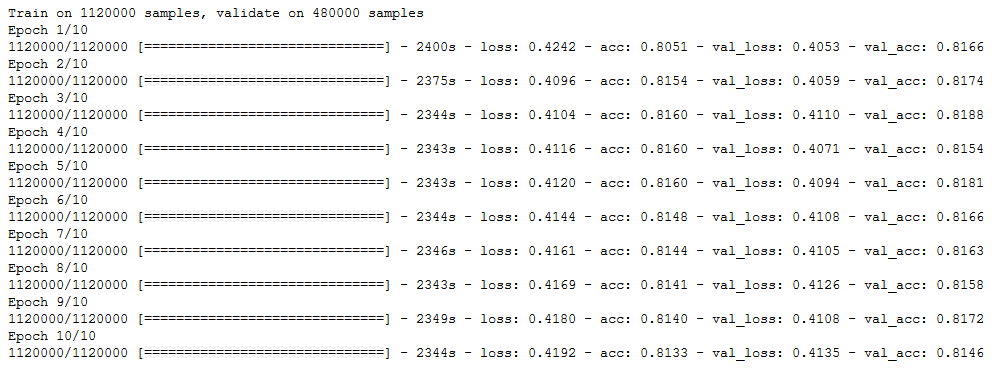 Train on 1120000 samples, validate on 480000 samples
Epoch 1/10
1120000/1120000 [==============================] - 2400s - loss: 0.4242 - acc: 0.8051 - val_loss: 0.4053 - val_acc: 0.8166
Epoch 2/10
1120000/1120000 [==============================] - 2375s - loss: 0.4096 - acc: 0.8154 - val_loss: 0.4059 - val_acc: 0.8174
Epoch 3/10
1120000/1120000 [==============================] - 2344s - loss: 0.4104 - acc: 0.8160 - val_loss: 0.4110 - val_acc: 0.8188
Epoch 4/10
1120000/1120000 [==============================] - 2343s - loss: 0.4116 - acc: 0.8160 - val_loss: 0.4071 - val_acc: 0.8154
Epoch 5/10
1120000/1120000 [==============================] - 2343s - loss: 0.4120 - acc: 0.8160 - val_loss: 0.4094 - val_acc: 0.8181
Epoch 6/10
1120000/1120000 [==============================] - 2344s - loss: 0.4144 - acc: 0.8148 - val_loss: 0.4108 - val_acc: 0.8166
Epoch 7/10
1120000/1120000 [==============================] - 2346s - loss: 0.4161 - acc: 0.8144 - val_loss: 0.4105 - val_acc: 0.8163
Epoch 8/10
1120000/1120000 [==============================] - 2343s - loss: 0.4169 - acc: 0.8141 - val_loss: 0.4126 - val_acc: 0.8158
Epoch 9/10
1120000/1120000 [==============================] - 2349s - loss: 0.4180 - acc: 0.8140 - val_loss: 0.4108 - val_acc: 0.8172
Epoch 10/10
1120000/1120000 [==============================] - 2344s - loss: 0.4192 - acc: 0.8133 - val_loss: 0.4135 - val_acc: 0.8146